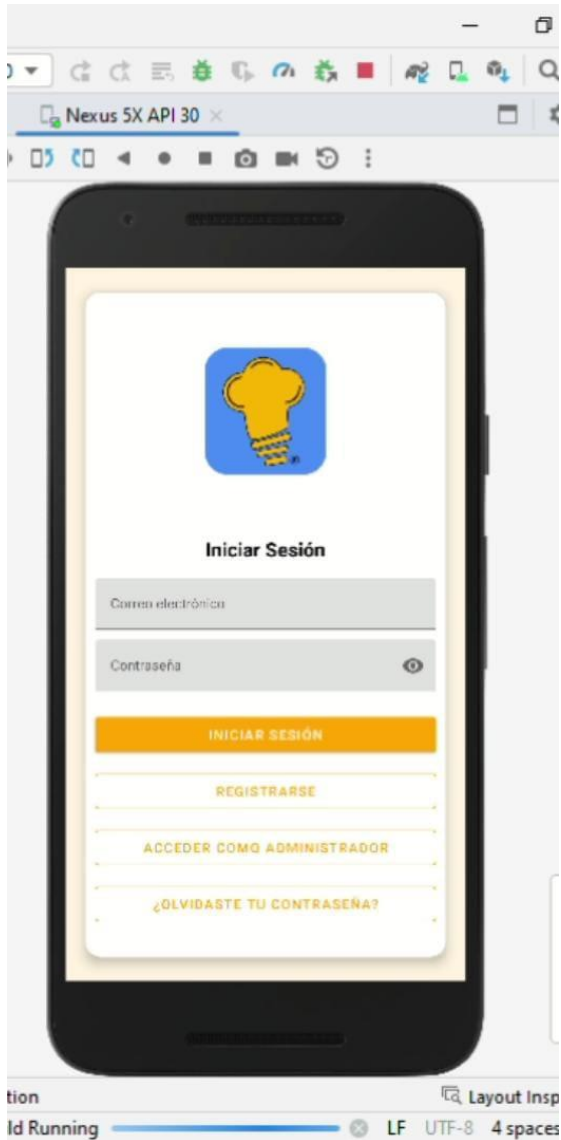 Nexus 5X API 30
Iniciar Sesión
Correo electrónico
Contraseña
INICIAR SESIÓN
REGISTRARSE
ACCEDER COMO ADMINISTRADOR
¿OLVIDASTE TU CONTRASEÑA?
tion
Layout Insp
ld Running
LF
UTF-8
4 spaces